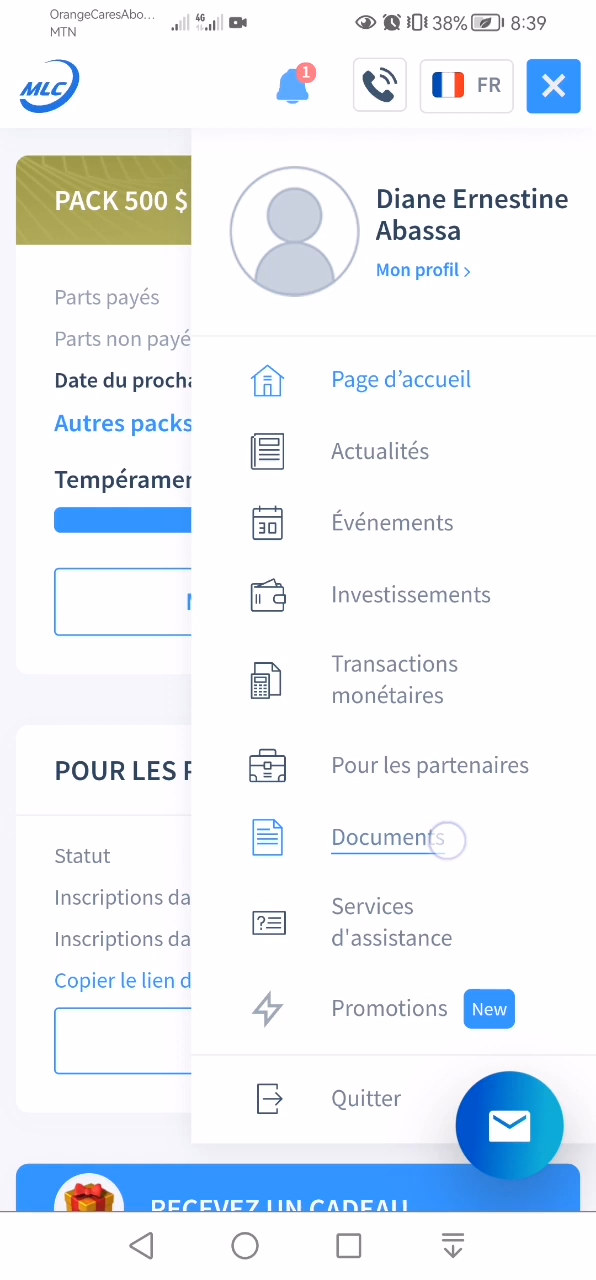 OrangeCaresAbo...
MTN
4G
38%
8:39
MLC
1
FR
PACK 500 $
Diane Ernestine
Abassa
Mon profil ›
Parts payés
Parts non payé
Date du procha
Autres packs
Tempéramen
N
Page d’accueil
Actualités
30
Événements
Investissements
Transactions
monétaires
Pour les partenaires
Documents
Services
d'assistance
Promotions New
Quitter
POUR LES P
Statut
Inscriptions da
Inscriptions da
Copier le lien d
RECEVEZ UN CADEAU